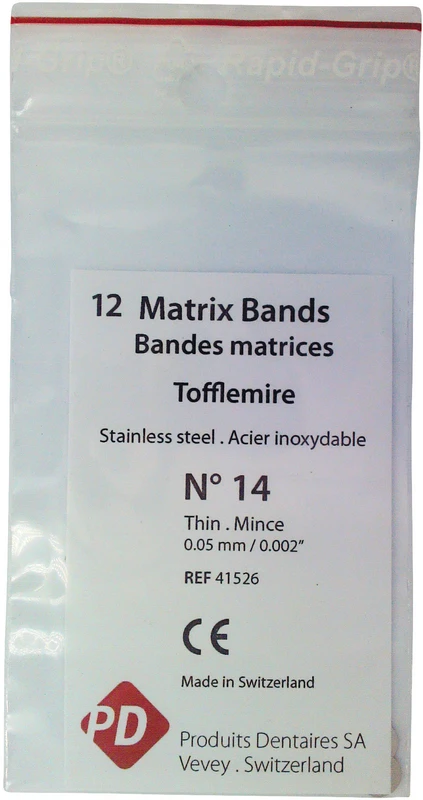 -Grip® Rapid-Grip®
12 Matrix Bands
Bandes matrices
Tofflemire
Stainless steel . Acier inoxydable
N° 14
Thin . Mince
0.05 mm / 0.002”
REF 41526
CE
Made in Switzerland
PD
Produits Dentaires SA
Vevey . Switzerland